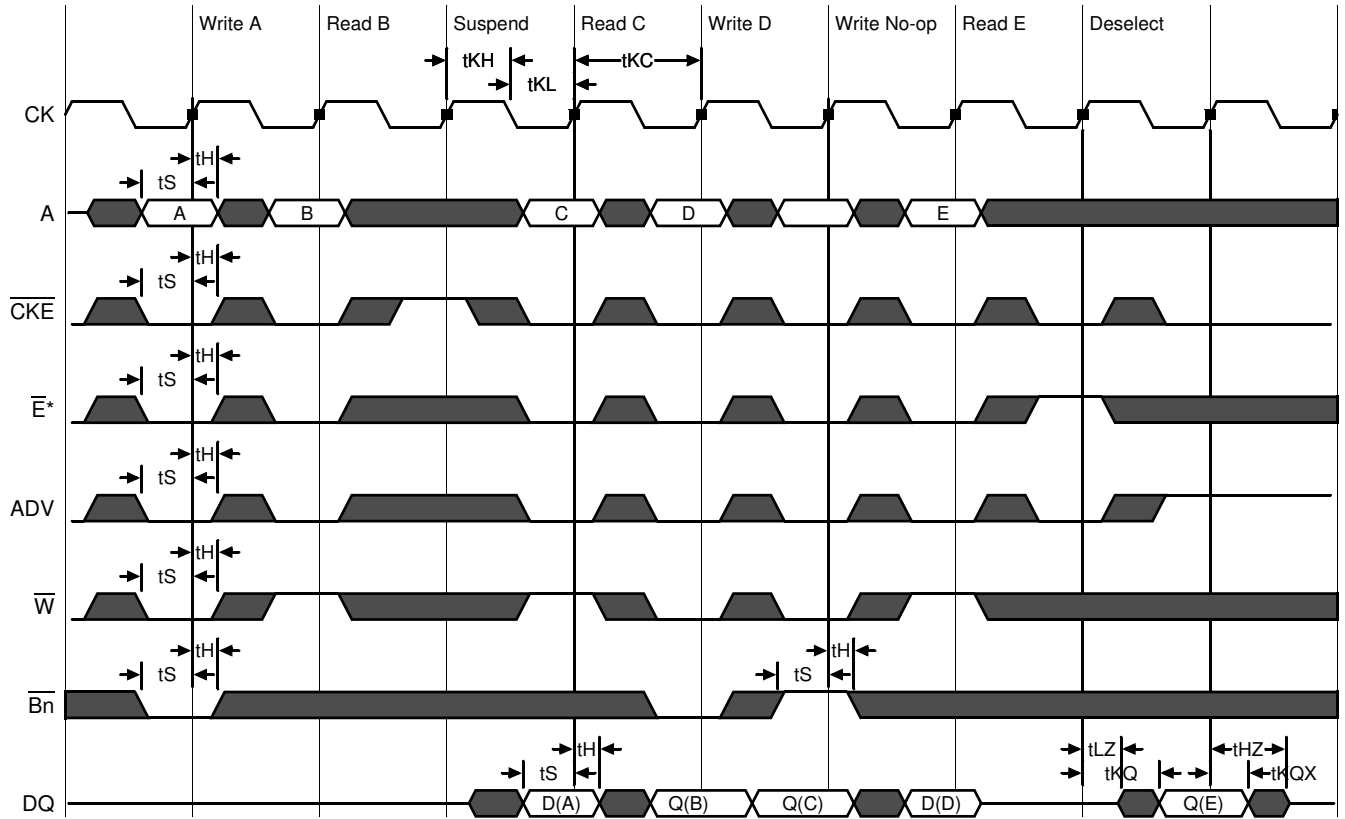 Write A Read B Suspend Read C Write D Write No-op Read E Deselect
tKH tKC
tKL
CK
tH
tS
A A B C D E
tH
tS
CKE
tH
tS
E*
tH
tS
ADV
tH
tS
W
tH tH
tS tS
Bn
tH tLZ tHZ
tS tKQ tKQX
DQ D(A) Q(B) Q(C) D(D) Q(E)